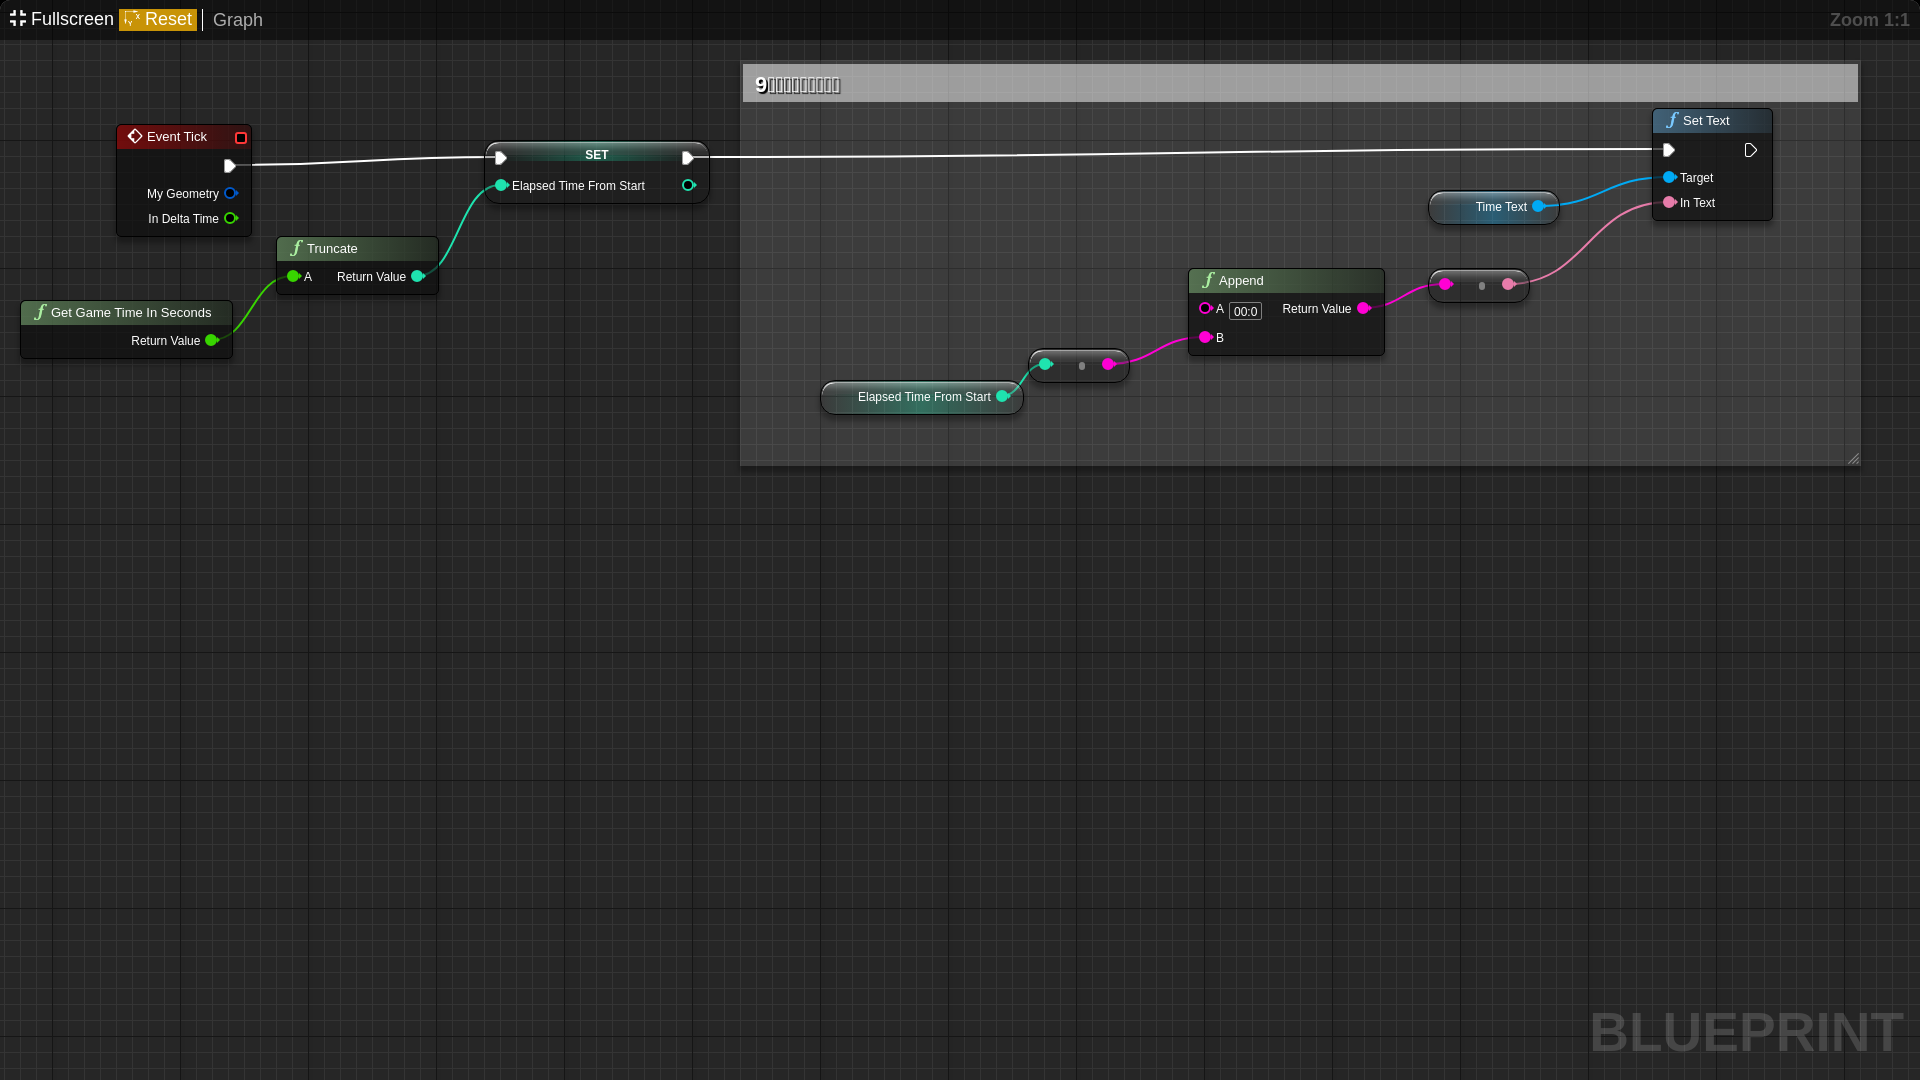 Fullscreen Reset Graph
Zoom 1:1
9
Event Tick
My Geometry
In Delta Time
SET
Elapsed Time From Start
Truncate
A Return Value
Get Game Time In Seconds
Return Value
Set Text
Target
In Text
Time Text
Append
A 00:0 Return Value
B
Elapsed Time From Start
BLUEPRINT